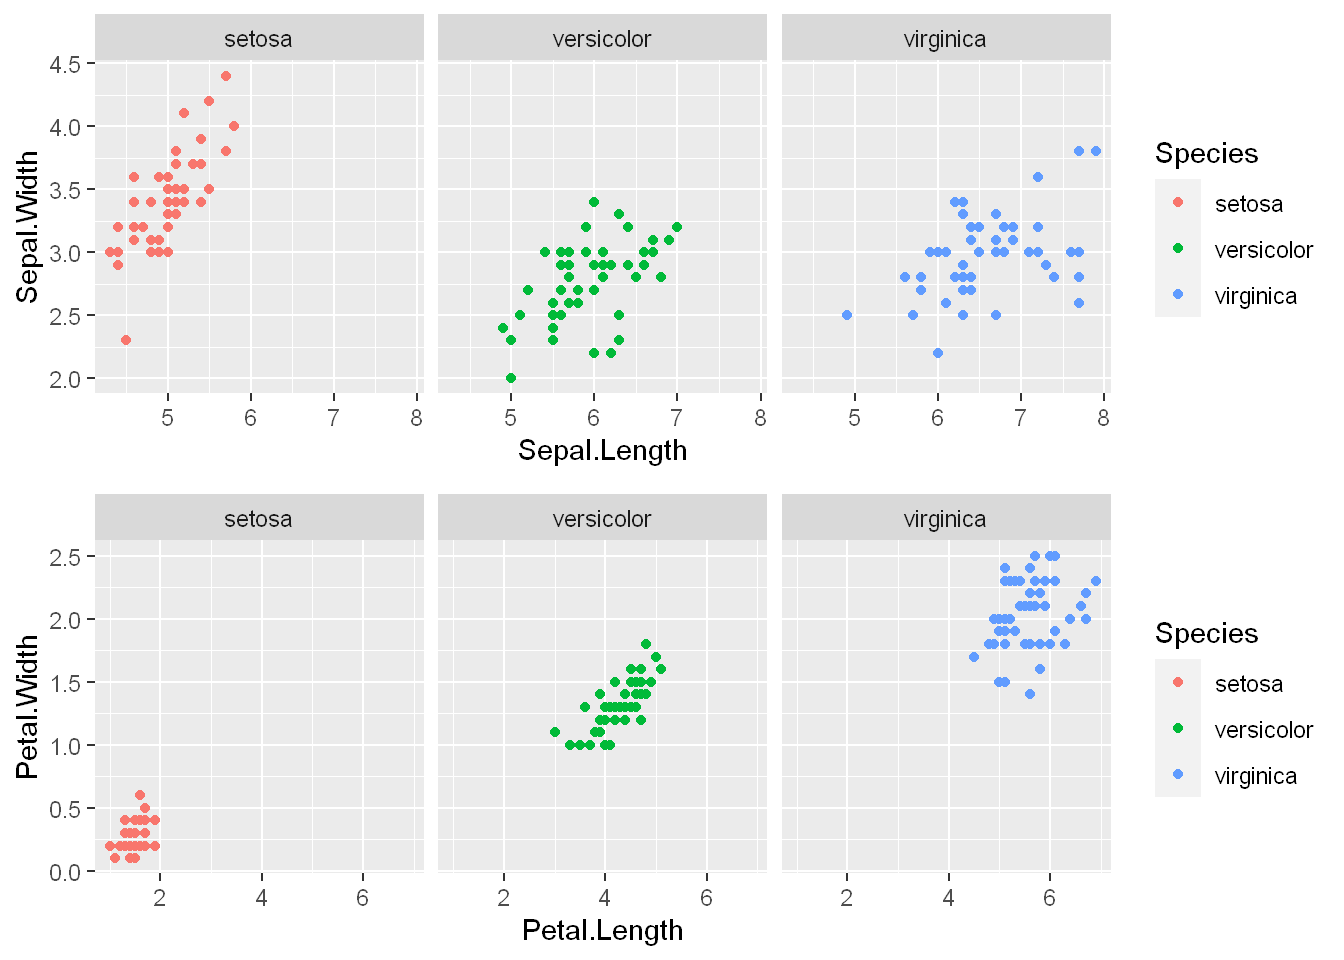 setosa versicolor virginica
4.5
4.0
3.5
3.0
2.5
2.0
Sepal.Width
5 6 7 8 5 6 7 8 5 6 7 8
Sepal.Length
Species
setosa
versicolor
virginica
setosa versicolor virginica
2.5
2.0
1.5
1.0
0.5
0.0
Petal.Width
2 4 6 2 4 6 2 4 6
Petal.Length
Species
setosa
versicolor
virginica